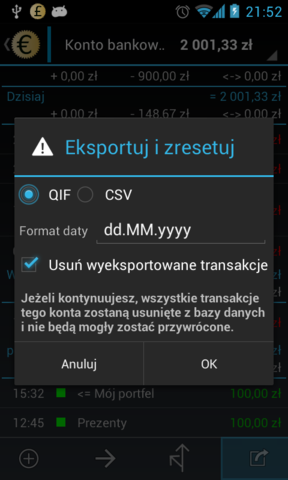 21:52
Konto bankow.. 2 001,33 zł
+ 0,00 zł - 900,00 zł <-> 0,00 zł
Dzisiaj = 2 001,33 zł
+ 0,00 zł - 148,67 zł <-> 0,00 zł
Eksportuj i zresetuj
QIF CSV
Format daty dd.MM.yyyy
Usuń wyeksportowane transakcje
Jeżeli kontynuujesz, wszystkie transakcje
tego konta zostaną usunięte z bazy danych
i nie będą mogły zostać przywrócone.
Anuluj OK
15:32 <= Mój portfel 100,00 zł
12:45 Prezenty 100,00 zł